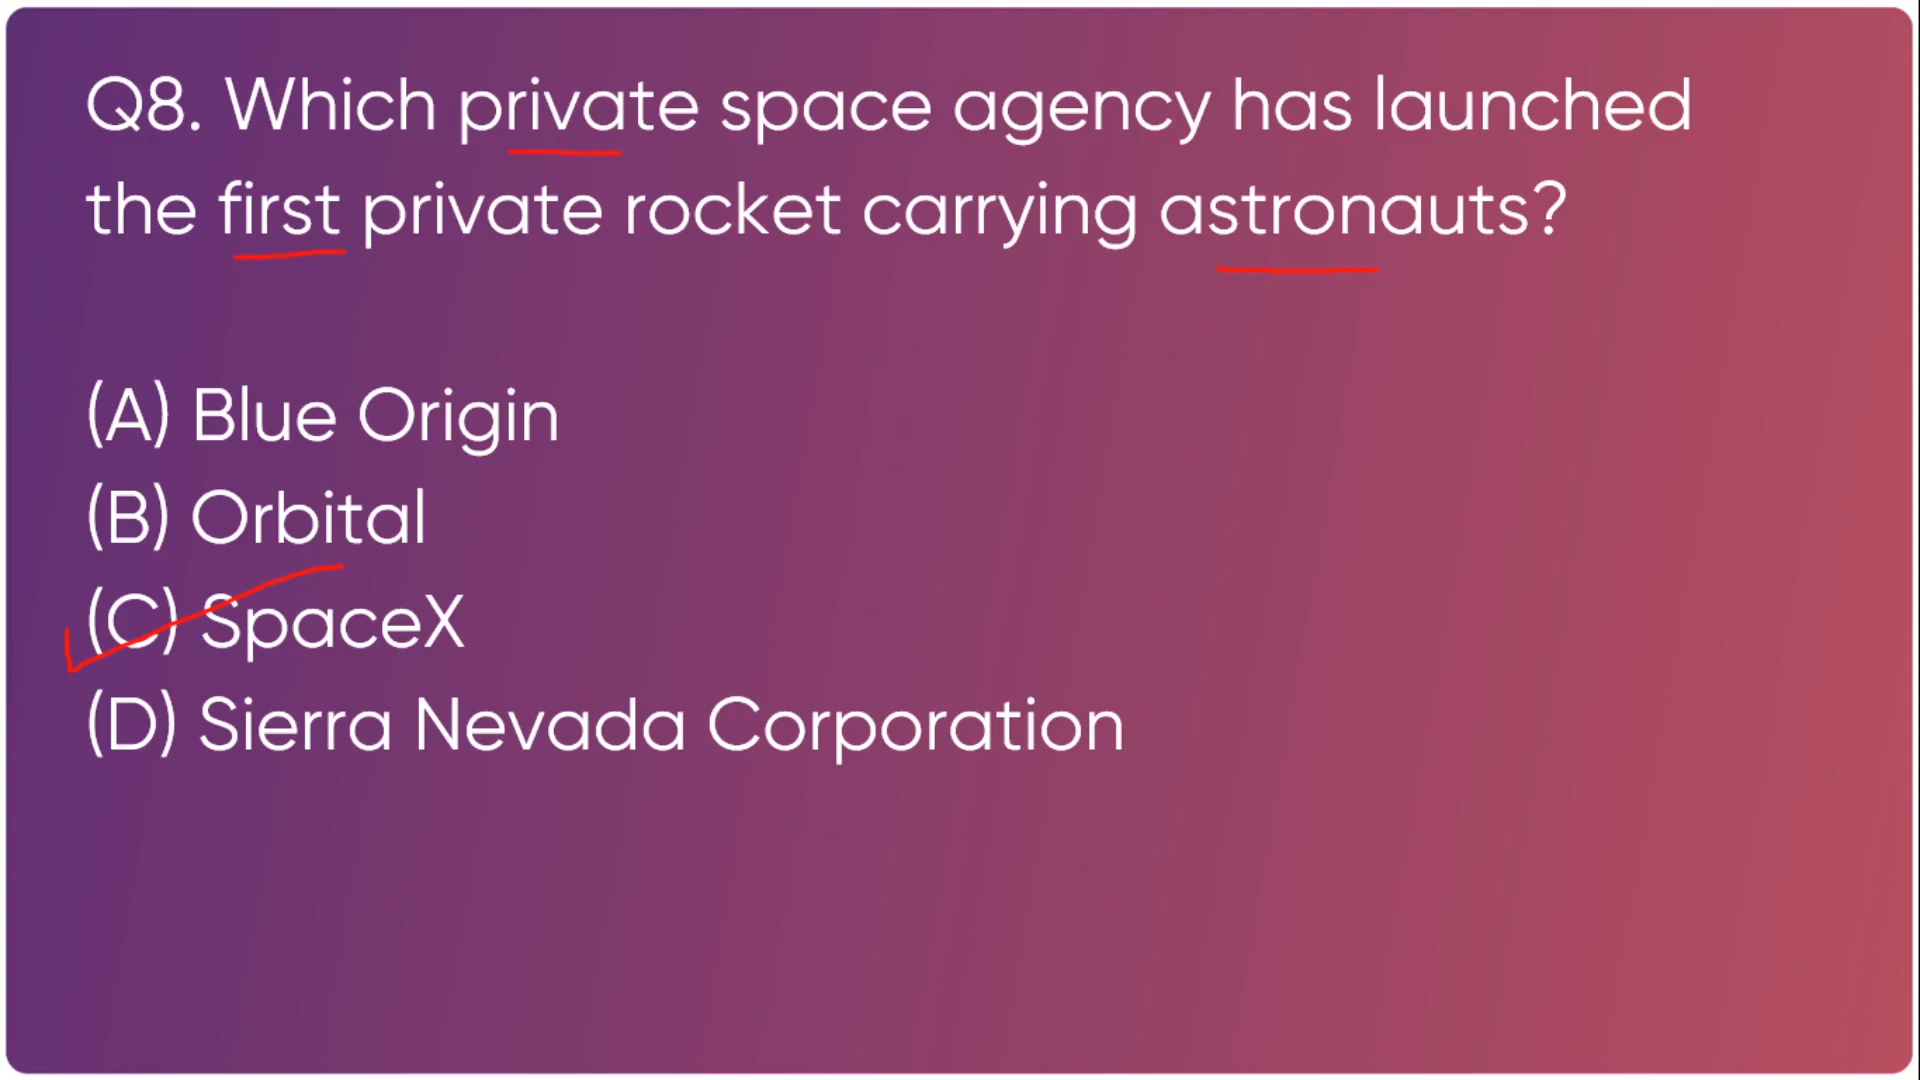 Q8. Which private space agency has launched
the first private rocket carrying astronauts?
(A) Blue Origin
(B) Orbital
(C) SpaceX
(D) Sierra Nevada Corporation